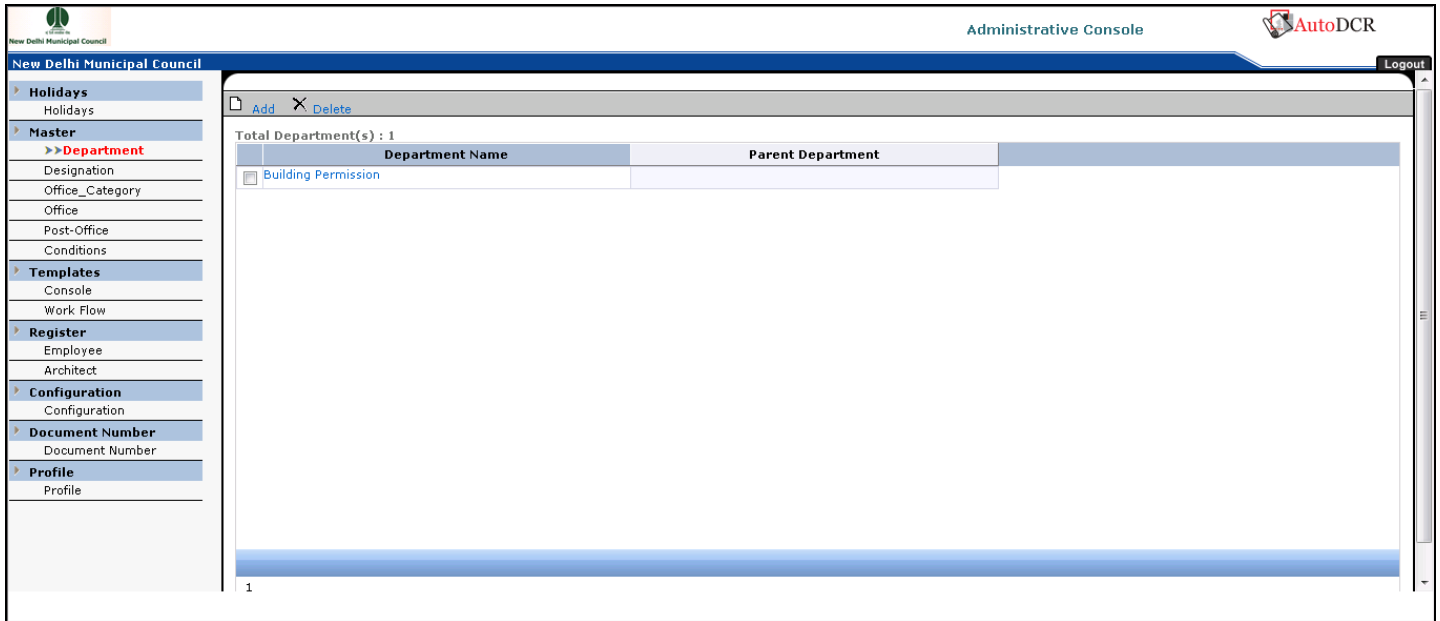 New Delhi Municipal Council
Administrative Console
AutoDCR
New Delhi Municipal Council
Logout
Holidays
Holidays
Master
>>Department
Designation
Office_Category
Office
Post-Office
Conditions
Templates
Console
Work Flow
Register
Employee
Architect
Configuration
Configuration
Document Number
Document Number
Profile
Profile
Add Delete
Total Department(s) : 1
Department Name Parent Department
Building Permission
1